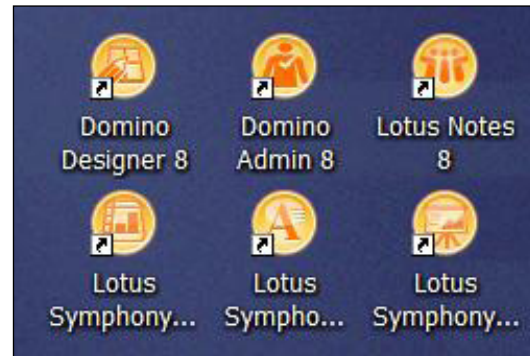 Domino
Designer 8
Domino
Admin 8
Lotus Notes
8
Lotus
Symphony...
Lotus
Sympho...
Lotus
Symphony...